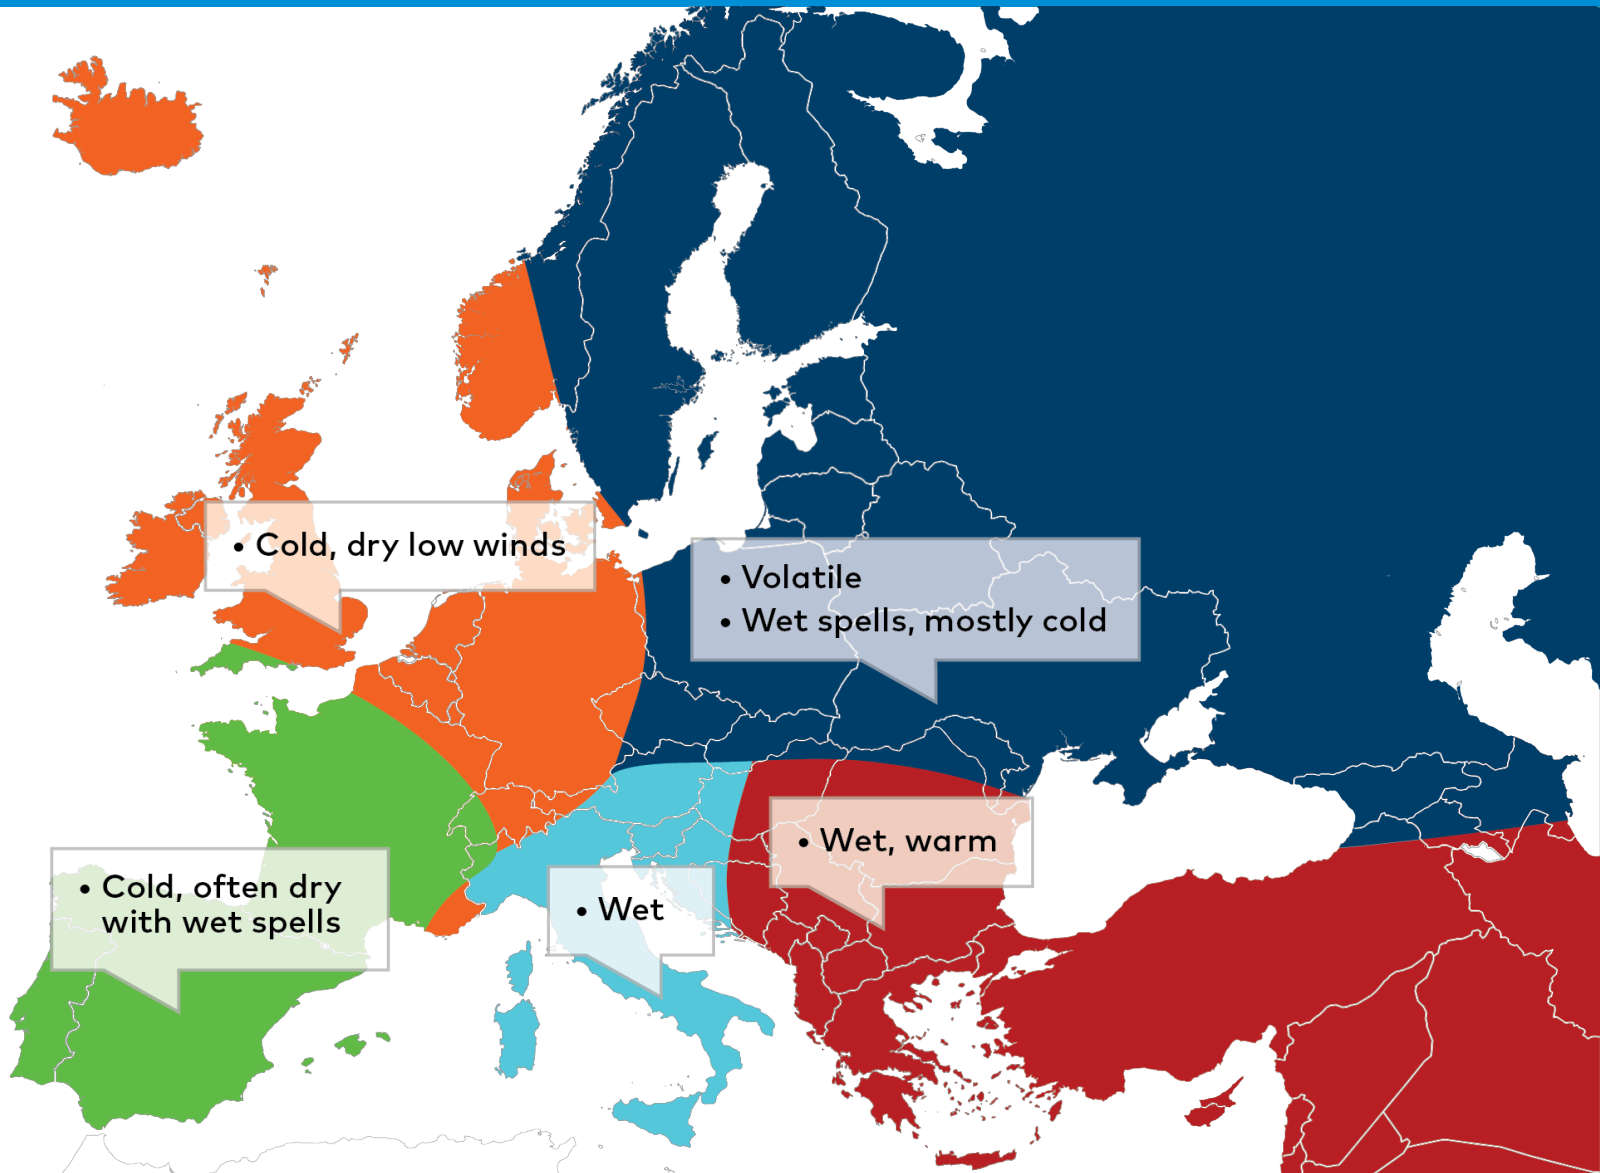 • Cold, dry low winds
• Volatile
• Wet spells, mostly cold
• Wet, warm
• Cold, often dry
with wet spells
• Wet